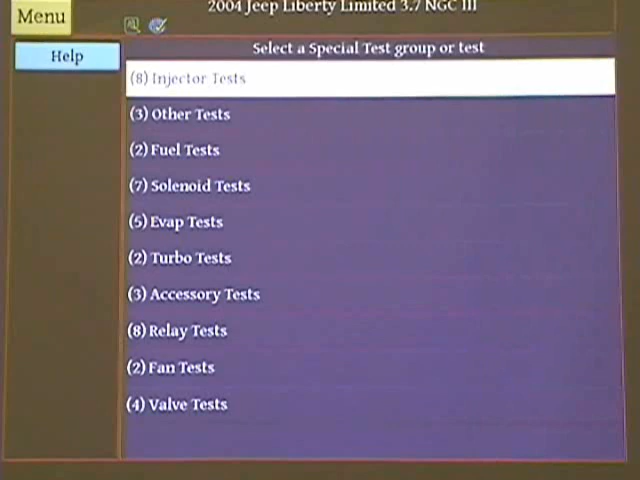 2004 Jeep Liberty Limited 3.7 NGC III
Menu
Select a Special Test group or test
Help
(8) Injector Tests
(3) Other Tests
(2) Fuel Tests
(7) Solenoid Tests
(5) Evap Tests
(2) Turbo Tests
(3) Accessory Tests
(8) Relay Tests
(2) Fan Tests
(4) Valve Tests